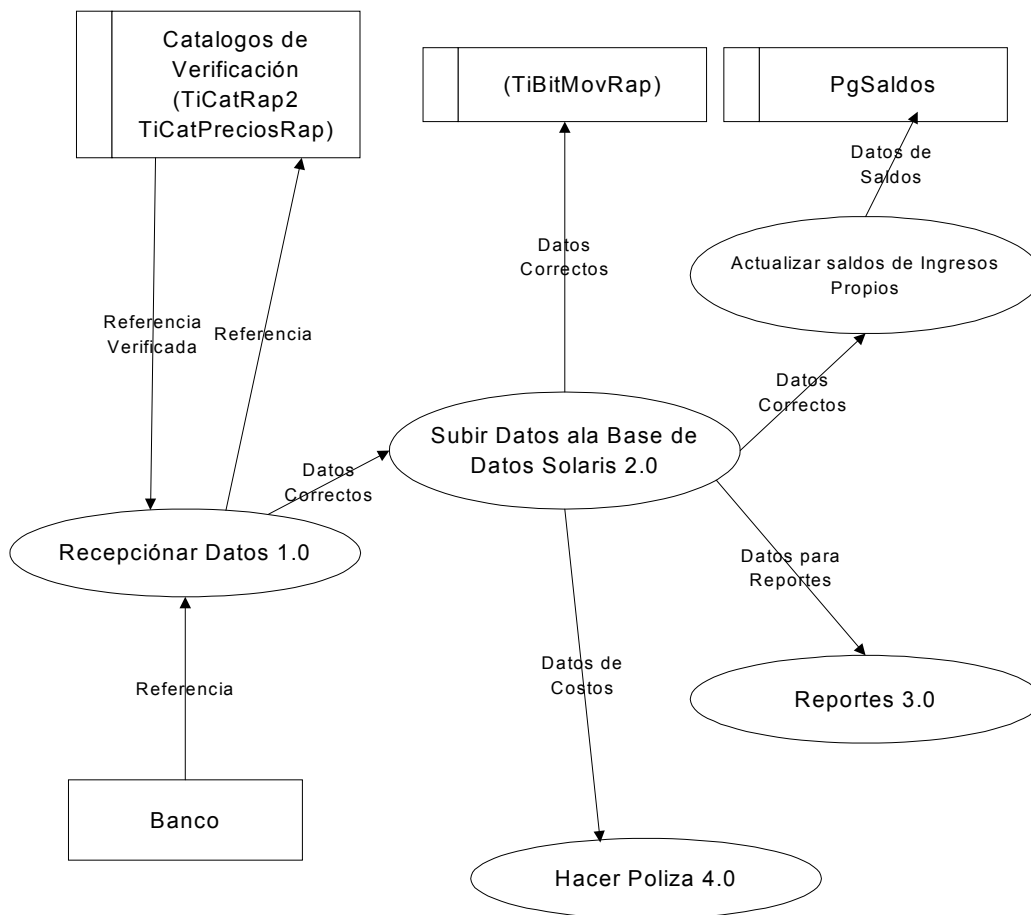 Catalogos de
Verificación
(TiCatRap2
TiCatPreciosRap)
(TiBitMovRap)
PgSaldos
Datos de
Saldos
Datos
Correctos
Actualizar saldos de Ingresos
Propios
Referencia
Verificada
Referencia
Datos
Correctos
Subir Datos ala Base de
Datos Solaris 2.0
Datos
Correctos
Recepciónar Datos 1.0
Datos para
Reportes
Referencia
Datos de
Costos
Reportes 3.0
Banco
Hacer Poliza 4.0